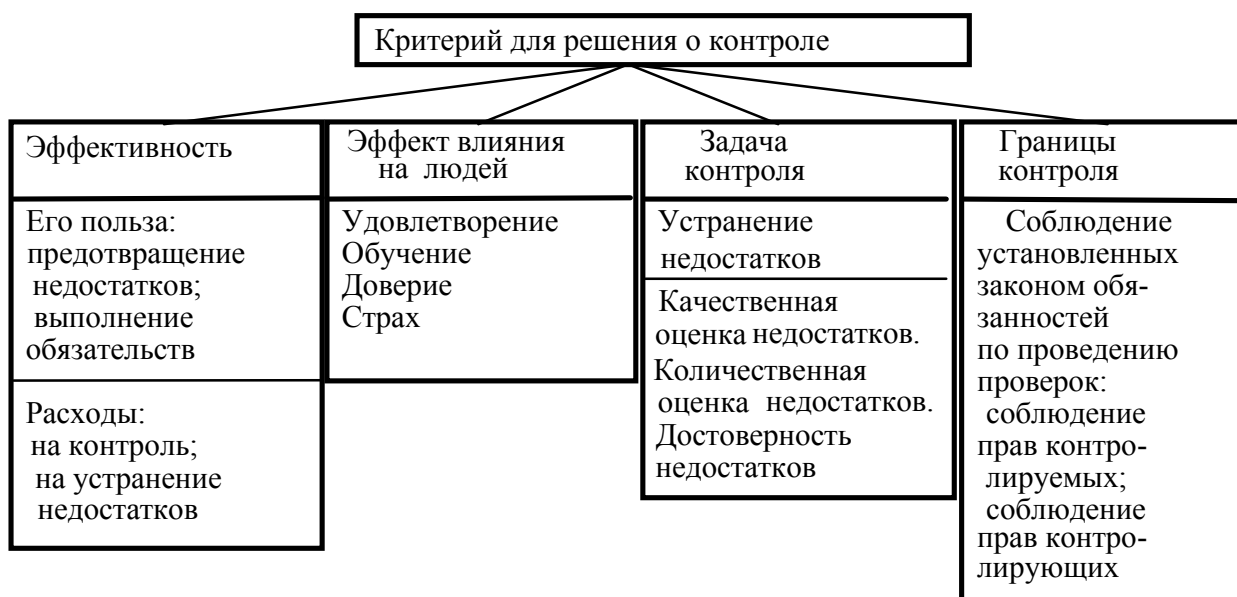 Критерий для решения о контроле
Эффективность
Его польза:
предотвращение
недостатков;
выполнение
обязательств
Расходы:
на контроль;
на устранение
недостатков
Эффект влияния
на людей
Удовлетворение
Обучение
Доверие
Страх
Задача
контроля
Устранение
недостатков
Качественная
оценка недостатков.
Количественная
оценка недостатков.
Достоверность
недостатков
Границы
контроля
Соблюдение
установленных
законом обя-
занностей
по проведению
проверок:
соблюдение
прав контро-
лируемых;
соблюдение
прав контро-
лирующих